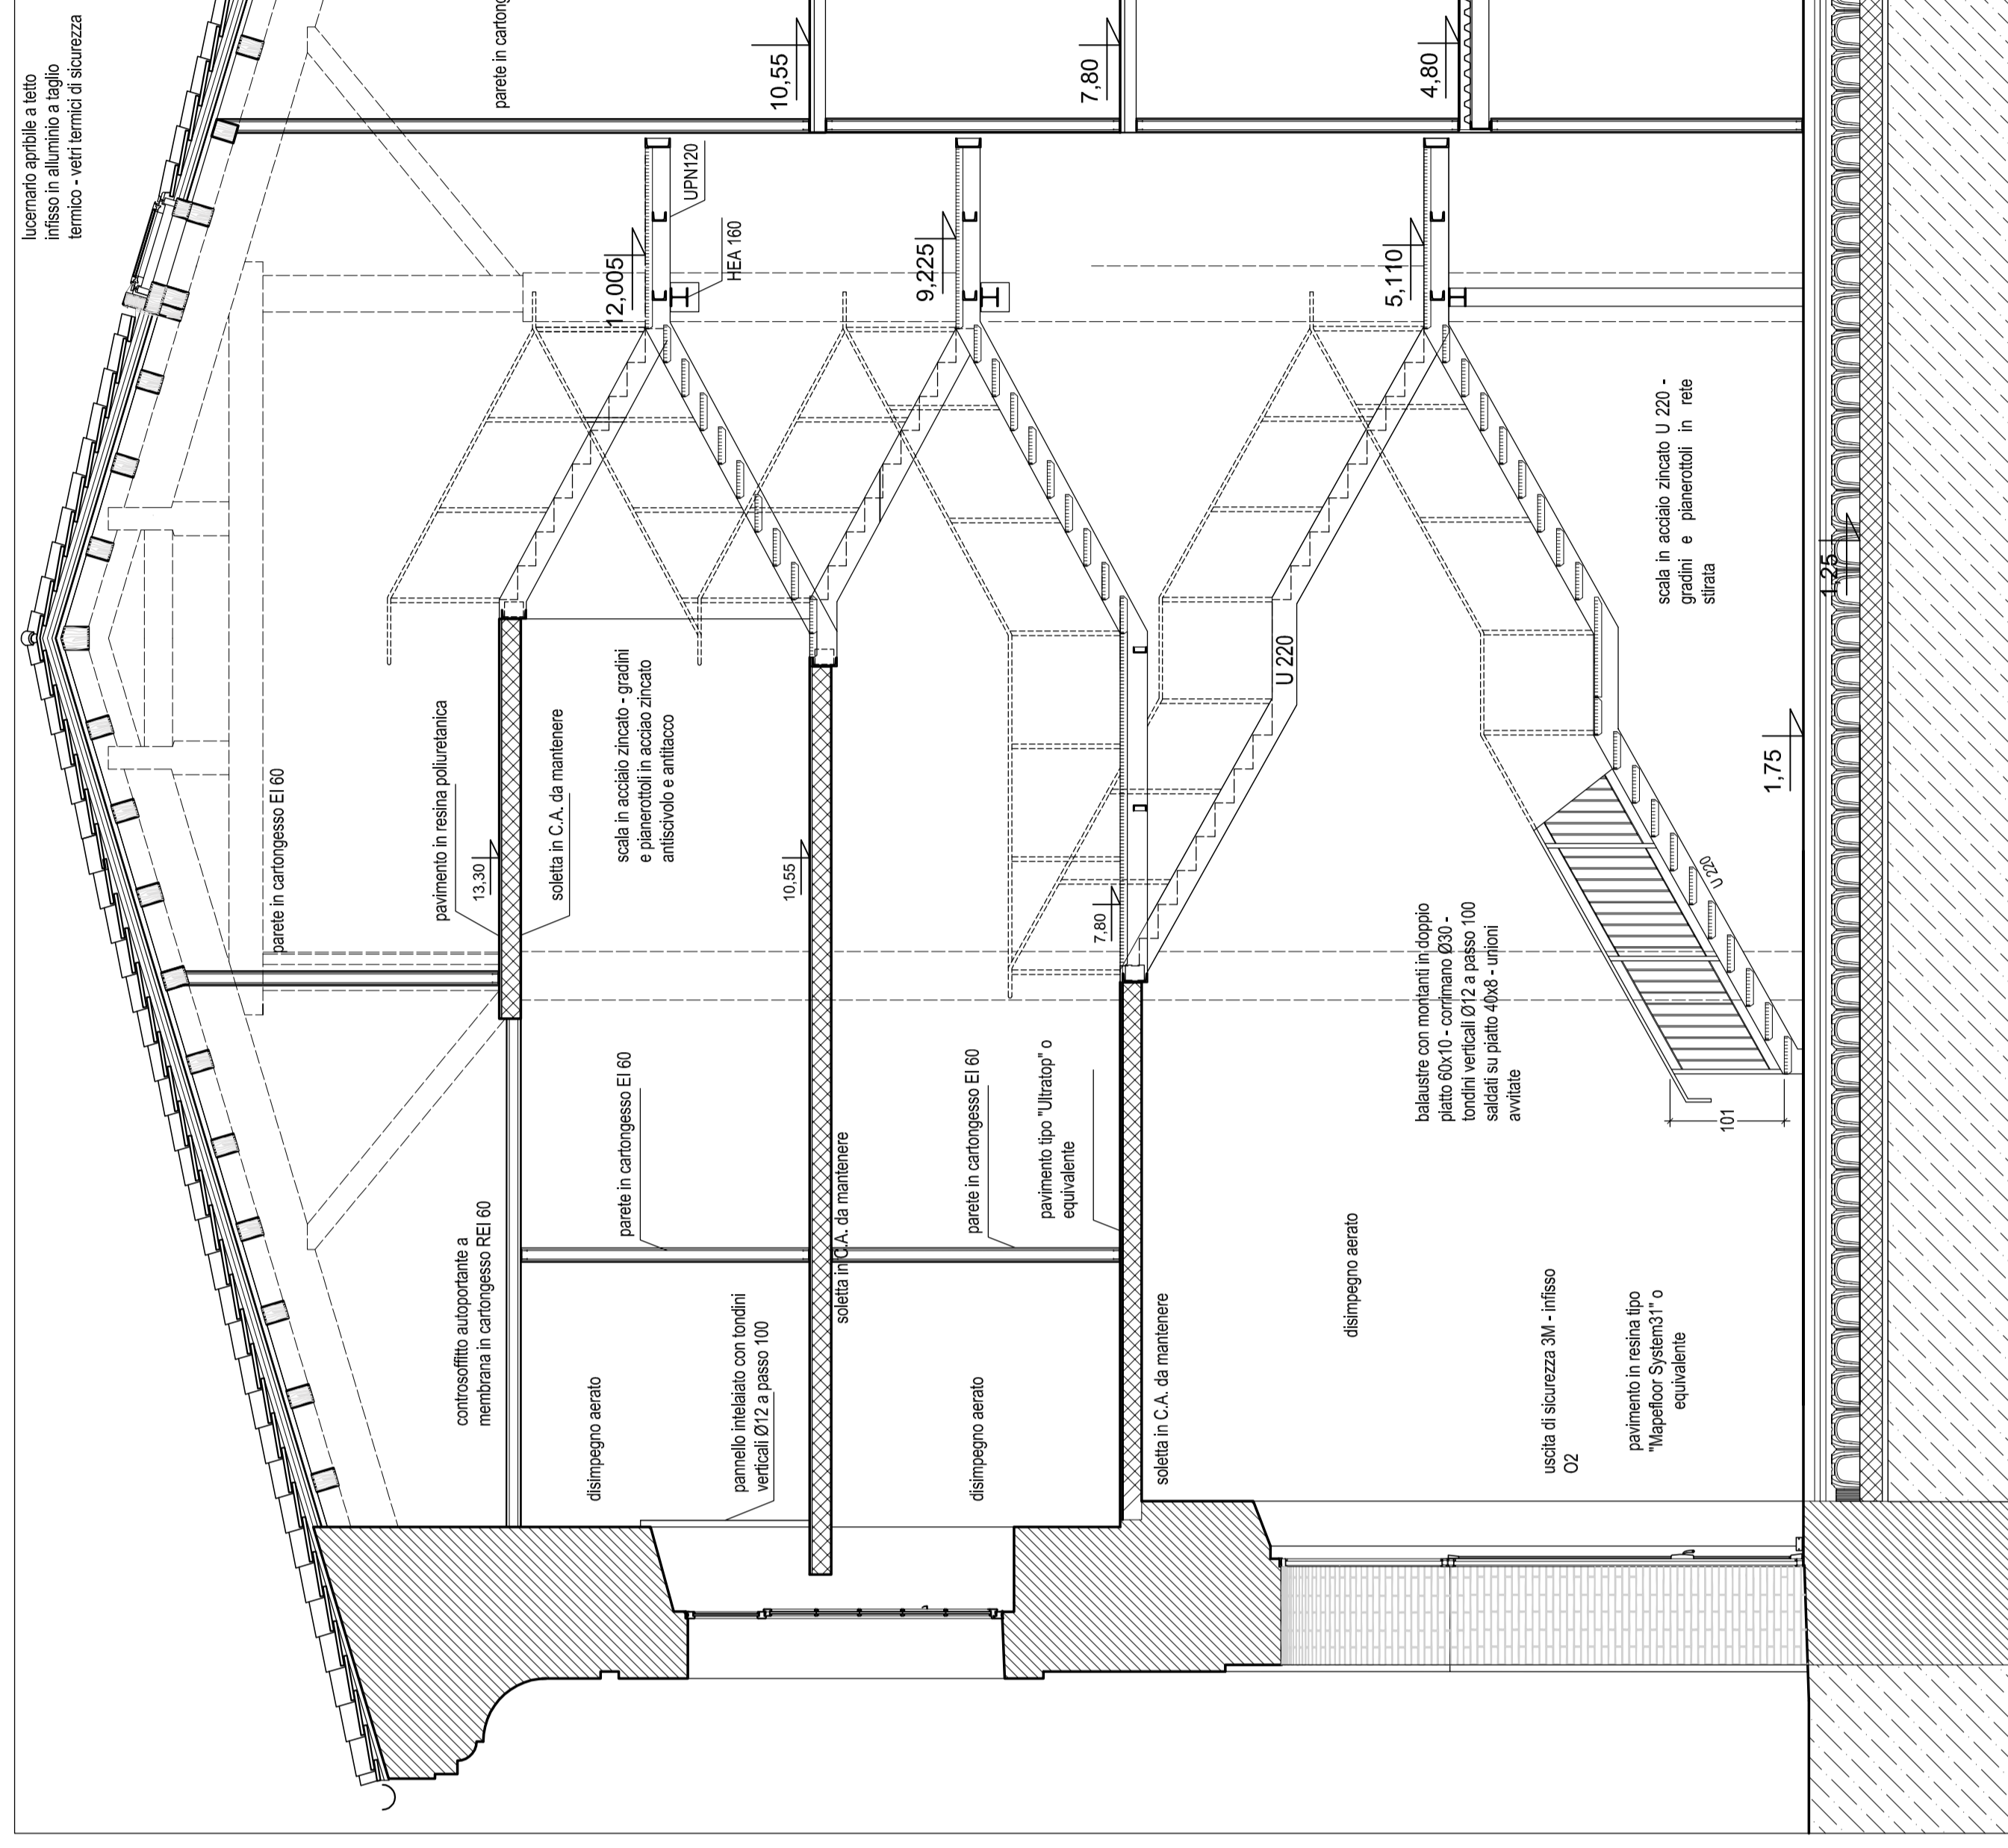 lucernario apribile a tetto
infisso in alluminio a taglio
termico - vetri termici di sicurezza
parete in cartong
10,55
7,80
4,80
UPN120
HEA 160
12,005
9,225
5,110
parete in cartongesso EI 60
pavimento in resina poliuretanica
13,30
soletta in C.A. da mantenere
scala in acciaio zincato - gradini
e pianerottoli in acciao zincato
antiscivolo e antitacco
10,55
7,80
U 220
scala in acciaio zincato U 220 -
gradini e pianerottoli in rete
stirata
1,25
1,75
U 220
balaustre con montanti in doppio
piatto 60x10 - corrimano Ø30 -
tondini verticali Ø12 a passo 100
saldati su piatto 40x8 - unioni
avvitate
101
controsoffitto autoportante a
membrana in cartongesso REI 60
parete in cartongesso EI 60
soletta in C.A. da mantenere
parete in cartongesso EI 60
pavimento tipo "Ultratop" o
equivalente
disimpegno aerato
pannello intelaiato con tondini
verticali Ø12 a passo 100
disimpegno aerato
soletta in C.A. da mantenere
disimpegno aerato
uscita di sicurezza 3M - infisso
O2
pavimento in resina tipo
"Mapefloor System31" o
equivalente